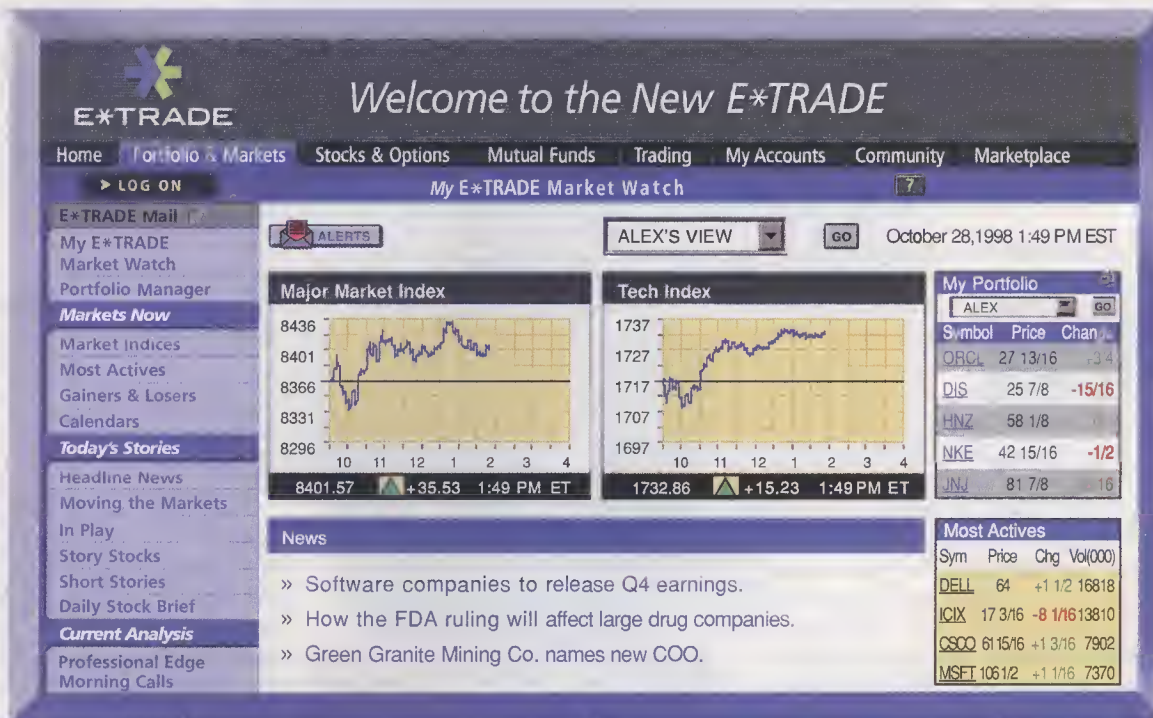 E*TRADE
Welcome to the New E*TRADE
Home Portfolio & Markets Stocks & Options Mutual Funds Trading My Accounts Community Marketplace
> LOG ON
My E*TRADE Market Watch
7
E*TRADE Mail
My E*TRADE
Market Watch
Portfolio Manager
Markets Now
Market Indices
Most Actives
Gainers & Losers
Calendars
Today's Stories
Headline News
Moving the Markets
In Play
Story Stocks
Short Stories
Daily Stock Brief
Current Analysis
Professional Edge
Morning Calls
ALERTS
ALEX'S VIEW
GO
October 28,1998 1:49 PM EST
Major Market Index
8436
8401
8366
8331
8296
10 11 12 1 2 3 4
8401.57 +35.53 1:49 PM ET
Tech Index
1737
1727
1717
1707
1697
10 11 12 1 2 3 4
1732.86 +15.23 1:49 PM ET
My Portfolio
ALEX GO
Symbol Price
ORCL 27 13/16
DIS 25 7/8 -15/16
HNZ 58 1/8
NKE 42 15/16 -1/2
JNJ 81 7/8
News
» Software companies to release Q4 earnings.
» How the FDA ruling will affect large drug companies.
» Green Granite Mining Co. names new COO.
Most Actives
Sym Price Chg Vol(000)
DELL 64 +1 1/2 16818
ICIX 17 3/16 -8 1/16 13810
CSCO 61 15/16 +1 3/16 7902
MSFT 106 1/2 +1 1/16 7370